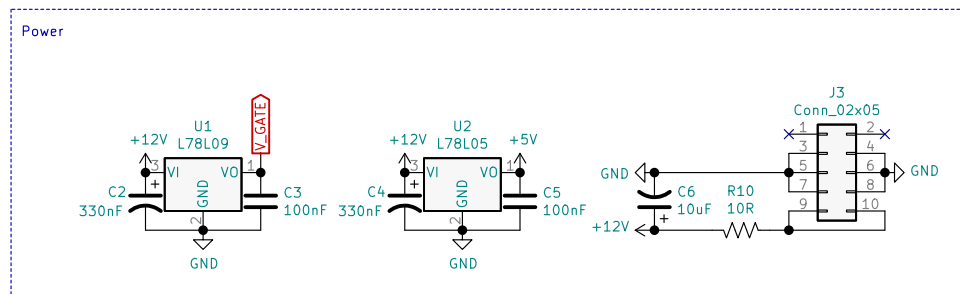 Power
U1
L78L09
+12V
V_GATE
3
VI
VO
1
GND
2
C2
330nF
C3
100nF
GND
U2
L78L05
+12V
+5V
3
VI
VO
1
GND
2
C4
330nF
C5
100nF
GND
J3
Conn_02x05
1
2
3
4
5
6
7
8
9
10
GND
GND
C6
10uF
R10
10R
+12V